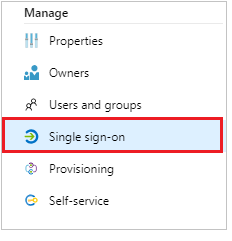 Manage
Properties
Owners
Users and groups
Single sign-on
Provisioning
Self-service